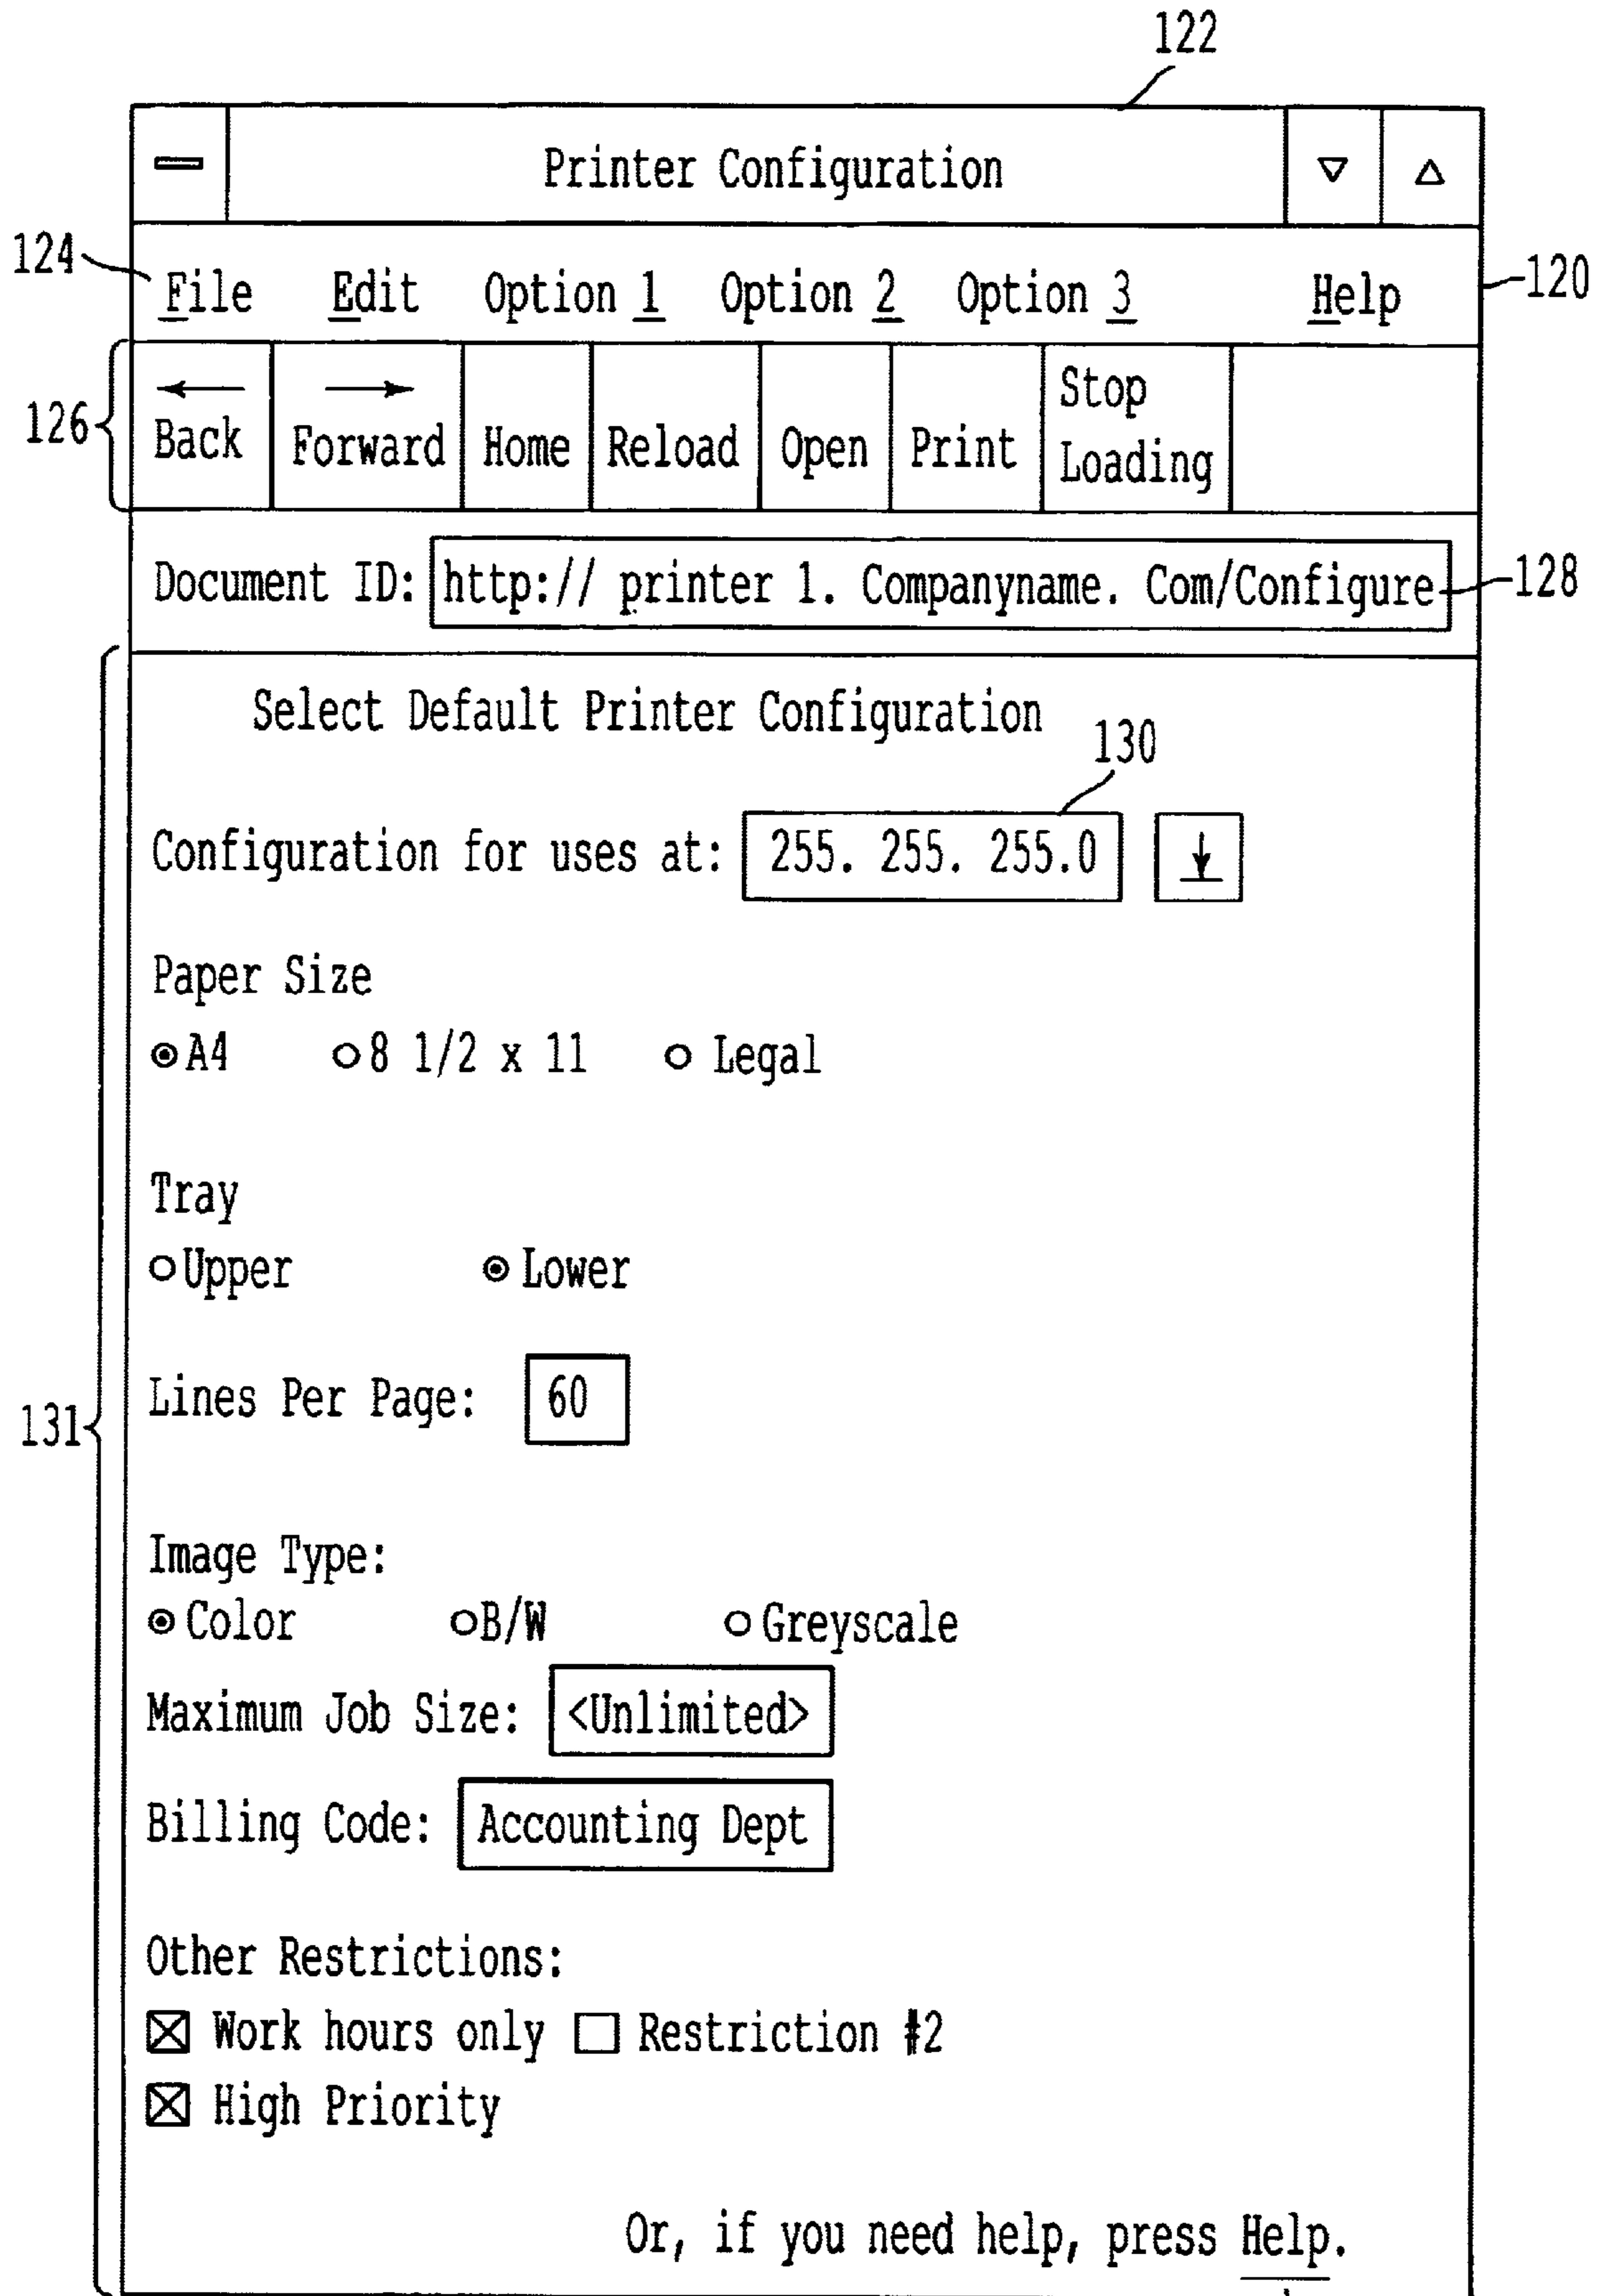 122
Printer Configuration
124
File Edit Option 1 Option 2 Option 3 Help
120
126
Back Forward Home Reload Open Print Stop Loading
Document ID: http:// printer 1. Companyname. Com/Configure
128
Select Default Printer Configuration
130
Configuration for uses at: 255. 255. 255.0
Paper Size
A4 8 1/2 x 11 Legal
Tray
Upper Lower
Lines Per Page: 60
131
Image Type:
Color B/W Greyscale
Maximum Job Size: <Unlimited>
Billing Code: Accounting Dept
Other Restrictions:
Work hours only Restriction #2
High Priority
Or, if you need help, press Help.